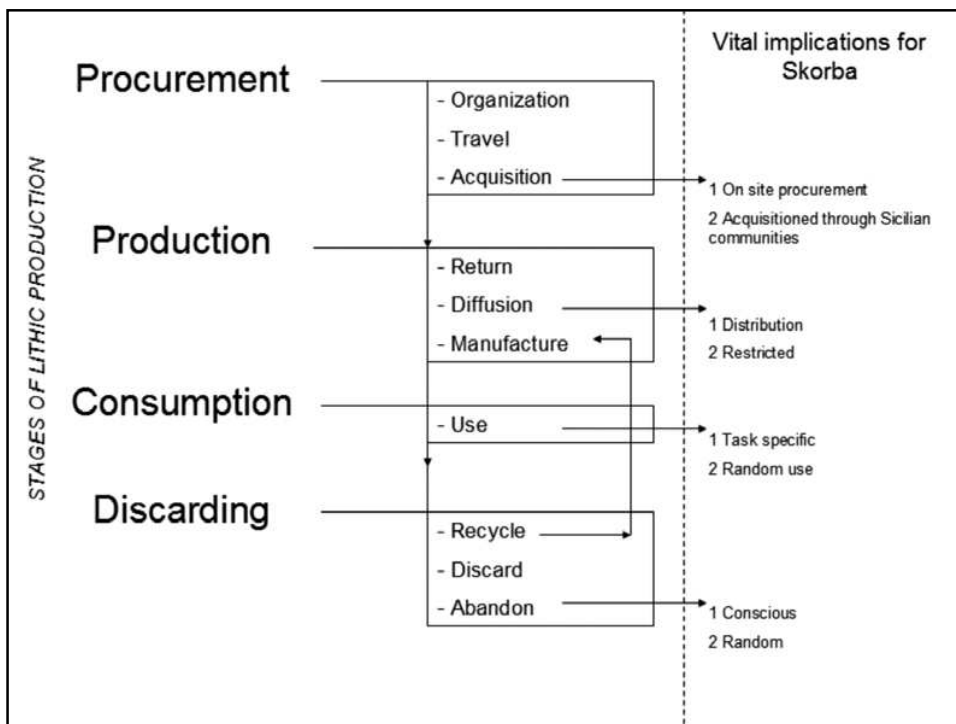 STAGES OF LITHIC PRODUCTION
Vital implications for
Skorba
Procurement
- Organization
- Travel
- Acquisition
1 On site procurement
2 Acquisitioned through Sicilian
communities
Production
- Return
- Diffusion
- Manufacture
1 Distribution
2 Restricted
Consumption
- Use
1 Task specific
2 Random use
Discarding
- Recycle
- Discard
- Abandon
1 Conscious
2 Random